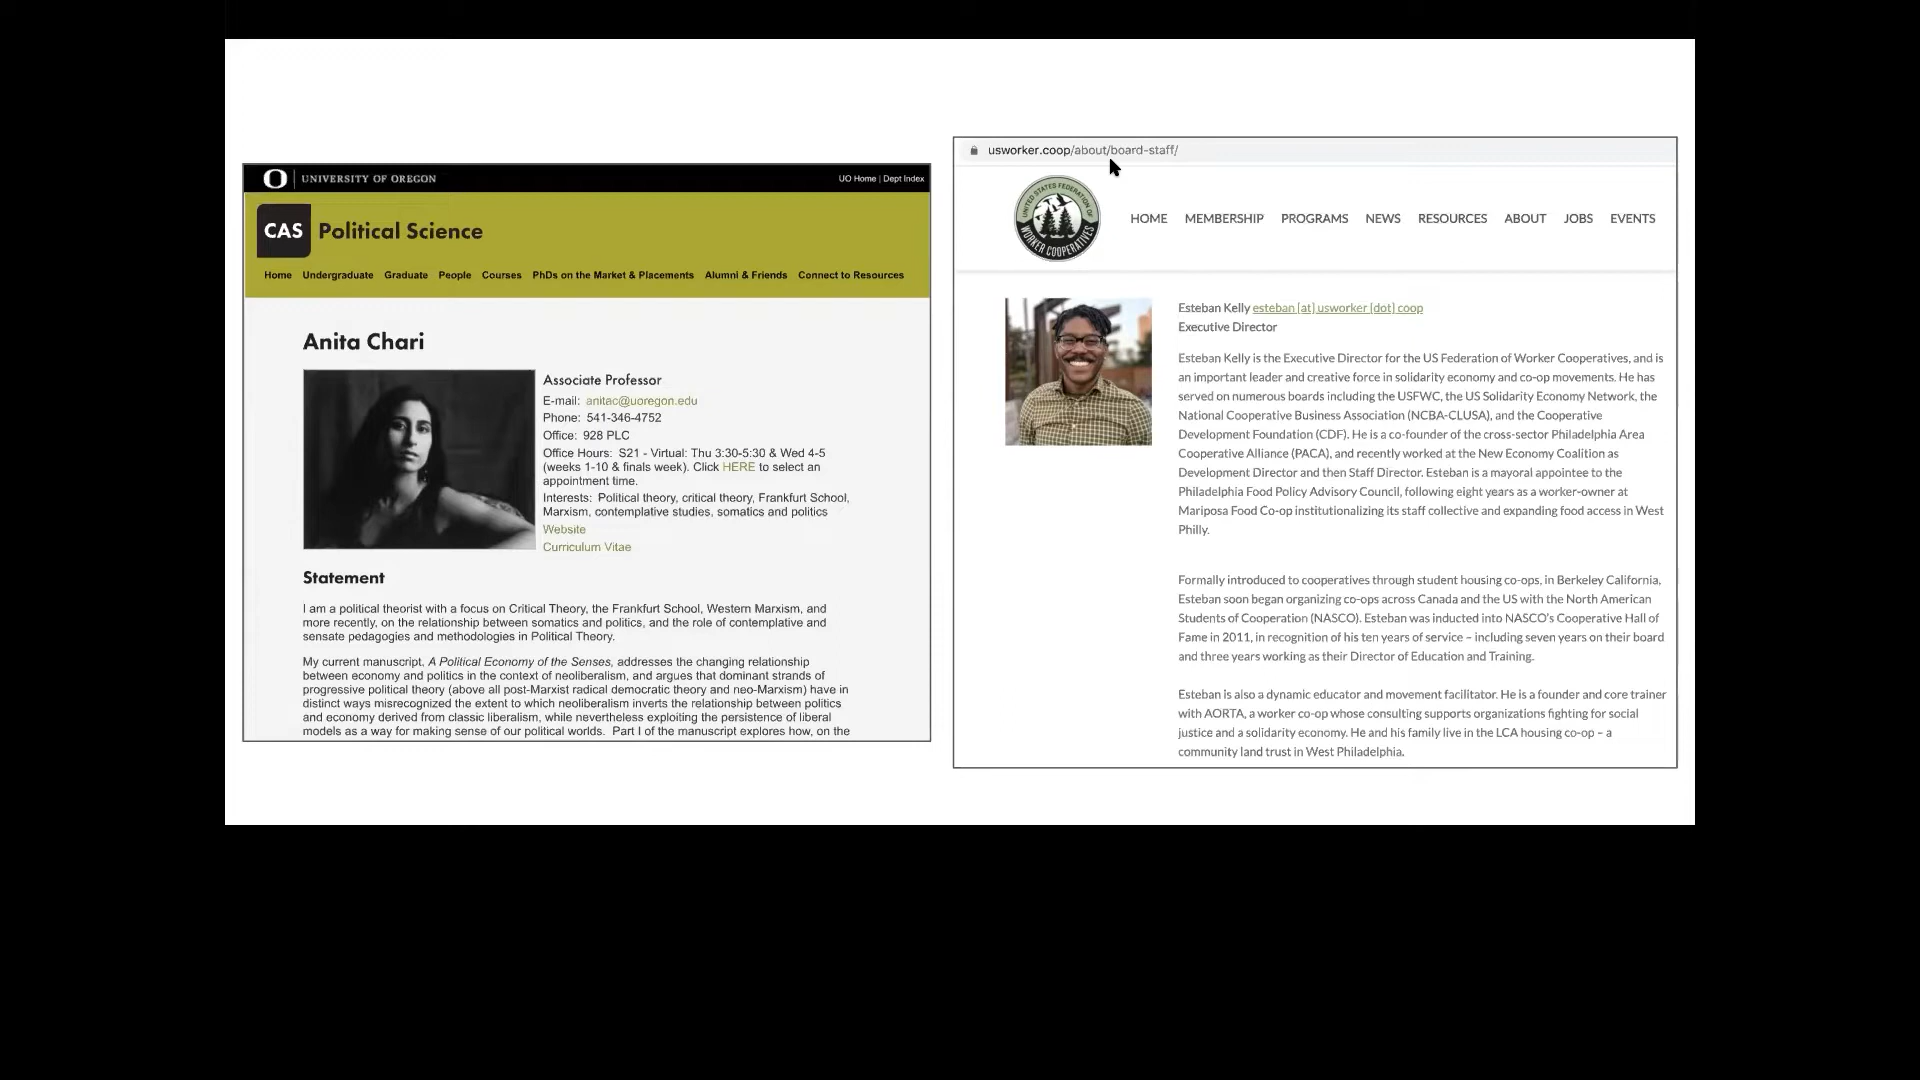 UNIVERSITY OF OREGON
UO Home | Dept Index
CAS Political Science
Home Undergraduate Graduate People Courses PhDs on the Market & Placements Alumni & Friends Connect to Resources
Anita Chari
Associate Professor
E-mail: anitac@uoregon.edu
Phone: 541-346-4752
Office: 928 PLC
Office Hours: S21 - Virtual: Thu 3:30-5:30 & Wed 4-5
(weeks 1-10 & finals week). Click HERE to select an
appointment time.
Interests: Political theory, critical theory, Frankfurt School,
Marxism, contemplative studies, somatics and politics
Website
Curriculum Vitae
Statement
I am a political theorist with a focus on Critical Theory, the Frankfurt School, Western Marxism, and
more recently, on the relationship between somatics and politics, and the role of contemplative and
sensate pedagogies and methodologies in Political Theory.
My current manuscript, A Political Economy of the Senses, addresses the changing relationship
between economy and politics in the context of neoliberalism, and argues that dominant strands of
progressive political theory (above all post-Marxist radical democratic theory and neo-Marxism) have in
distinct ways misrecognized the extent to which neoliberalism inverts the relationship between politics
and economy derived from classic liberalism, while nevertheless exploiting the persistence of liberal
models as a way for making sense of our political worlds. Part I of the manuscript explores how, on the
usworker.coop/about/board-staff/
UNITED STATES FEDERATION OF
WORKER COOPERATIVES
HOME MEMBERSHIP PROGRAMS NEWS RESOURCES ABOUT JOBS EVENTS
Esteban Kelly esteban [at] usworker [dot] coop
Executive Director
Esteban Kelly is the Executive Director for the US Federation of Worker Cooperatives, and is
an important leader and creative force in solidarity economy and co-op movements. He has
served on numerous boards including the USFWC, the US Solidarity Economy Network, the
National Cooperative Business Association (NCBA-CLUSA), and the Cooperative
Development Foundation (CDF). He is a co-founder of the cross-sector Philadelphia Area
Cooperative Alliance (PACA), and recently worked at the New Economy Coalition as
Development Director and then Staff Director. Esteban is a mayoral appointee to the
Philadelphia Food Policy Advisory Council, following eight years as a worker-owner at
Mariposa Food Co-op institutionalizing its staff collective and expanding food access in West
Philly.
Formally introduced to cooperatives through student housing co-ops, in Berkeley California,
Esteban soon began organizing co-ops across Canada and the US with the North American
Students of Cooperation (NASCO). Esteban was inducted into NASCO's Cooperative Hall of
Fame in 2011, in recognition of his ten years of service – including seven years on their board
and three years working as their Director of Education and Training.
Esteban is also a dynamic educator and movement facilitator. He is a founder and core trainer
with AORTA, a worker co-op whose consulting supports organizations fighting for social
justice and a solidarity economy. He and his family live in the LCA housing co-op – a
community land trust in West Philadelphia.